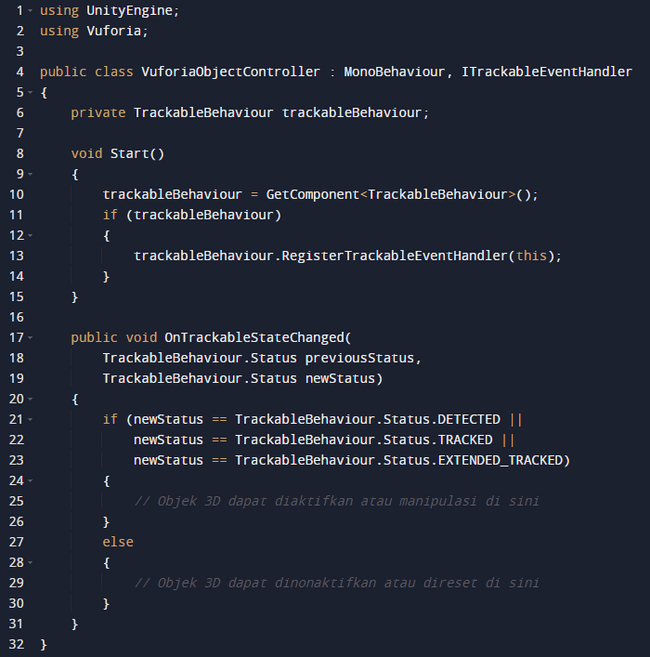 1 using UnityEngine;
2 using Vuforia;
3
4 public class VuforiaObjectController : MonoBehaviour, ITrackableEventHandler
5 {
6     private TrackableBehaviour trackableBehaviour;
7
8     void Start()
9     {
10         trackableBehaviour = GetComponent<TrackableBehaviour>();
11         if (trackableBehaviour)
12         {
13             trackableBehaviour.RegisterTrackableEventHandler(this);
14         }
15     }
16
17     public void OnTrackableStateChanged(
18         TrackableBehaviour.Status previousStatus,
19         TrackableBehaviour.Status newStatus)
20     {
21         if (newStatus == TrackableBehaviour.Status.DETECTED ||
22             newStatus == TrackableBehaviour.Status.TRACKED ||
23             newStatus == TrackableBehaviour.Status.EXTENDED_TRACKED)
24         {
25             // Objek 3D dapat diaktifkan atau manipulasi di sini
26         }
27         else
28         {
29             // Objek 3D dapat dinonaktifkan atau direset di sini
30         }
31     }
32 }